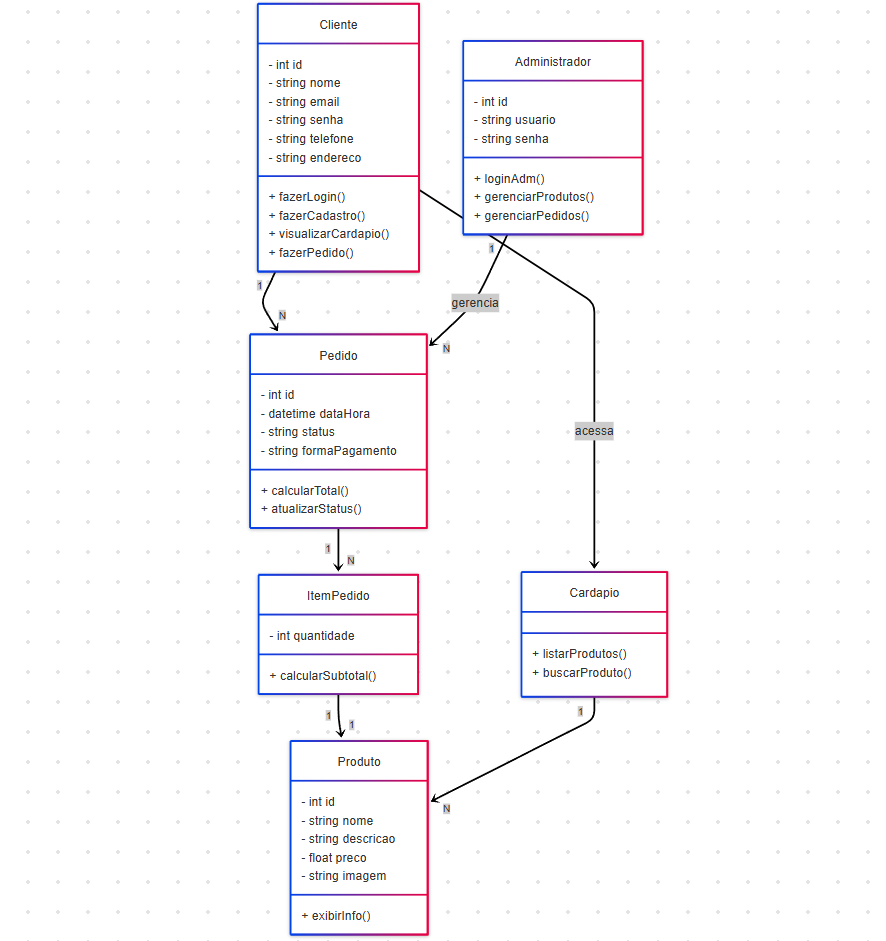 Cliente
- int id
- string nome
- string email
- string senha
- string telefone
- string endereco
+ fazerLogin()
+ fazerCadastro()
+ visualizarCardapio()
+ fazerPedido()
Administrador
- int id
- string usuario
- string senha
+ loginAdm()
+ gerenciarProdutos()
+ gerenciarPedidos()
1
N
1
gerencia
N
acessa
Pedido
- int id
- datetime dataHora
- string status
- string formaPagamento
+ calcularTotal()
+ atualizarStatus()
1
N
ItemPedido
- int quantidade
+ calcularSubtotal()
Cardapio
+ listarProdutos()
+ buscarProduto()
1
1
1
N
Produto
- int id
- string nome
- string descricao
- float preco
- string imagem
+ exibirInfo()